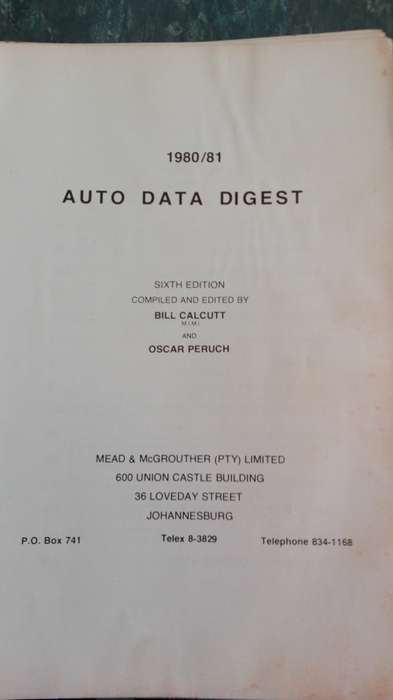 1980/81
AUTO DATA DIGEST
SIXTH EDITION
COMPILED AND EDITED BY
BILL CALCUTT
M.I.M.I.
AND
OSCAR PERUCH
MEAD & McGROUTHER (PTY) LIMITED
600 UNION CASTLE BUILDING
36 LOVEDAY STREET
JOHANNESBURG
P.O. Box 741 Telex 8-3829 Telephone 834-1168